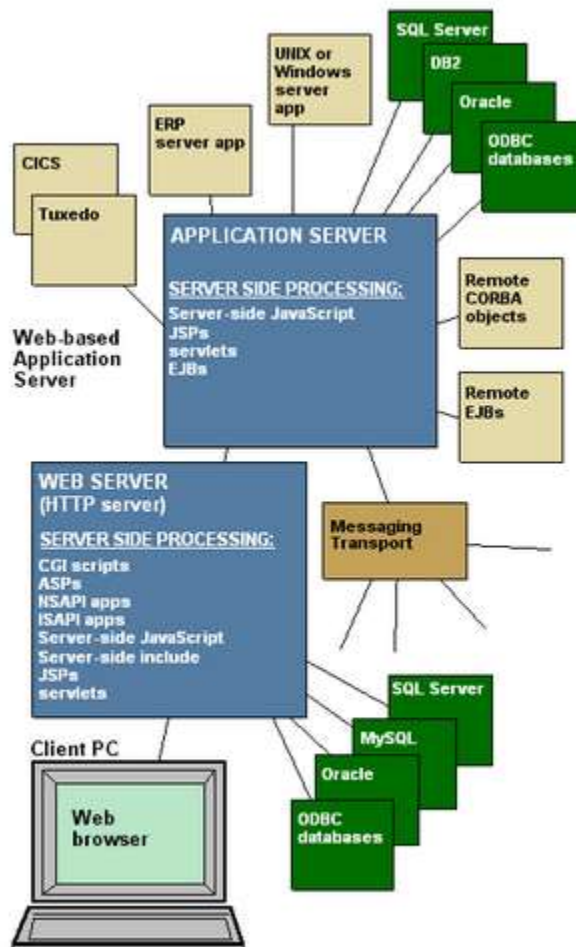 SQL Server
DB2
Oracle
ODBC
databases
UNIX or
Windows
server
app
ERP
server app
CICS
Tuxedo
APPLICATION SERVER
SERVER SIDE PROCESSING:
Server-side JavaScript
JSPs
servlets
EJBs
Web-based
Application
Server
Remote
CORBA
objects
Remote
EJBs
WEB SERVER
(HTTP server)
SERVER SIDE PROCESSING:
CGI scripts
ASPs
NSAPI apps
ISAPI apps
Server-side JavaScript
Server-side include
JSPs
servlets
Messaging
Transport
SQL Server
MySQL
Oracle
ODBC
databases
Client PC
Web
browser